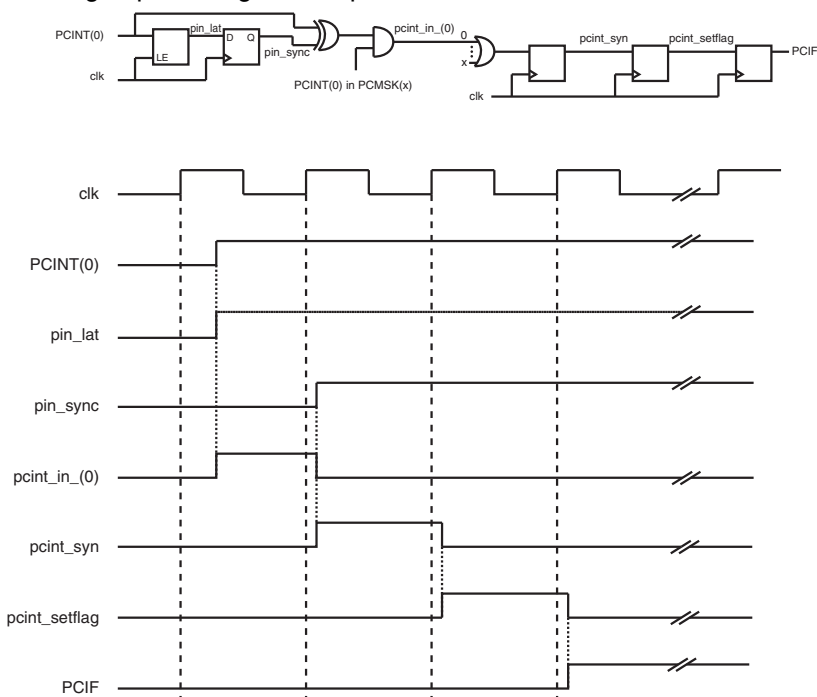 PCINT(0)
clk
LE
pin_lat
D Q
pin_sync
PCINT(0) in PCMSK(x)
pcint_in_(0)
0
x
clk
pcint_syn
pcint_setflag
PCIF
clk
PCINT(0)
pin_lat
pin_sync
pcint_in_(0)
pcint_syn
pcint_setflag
PCIF